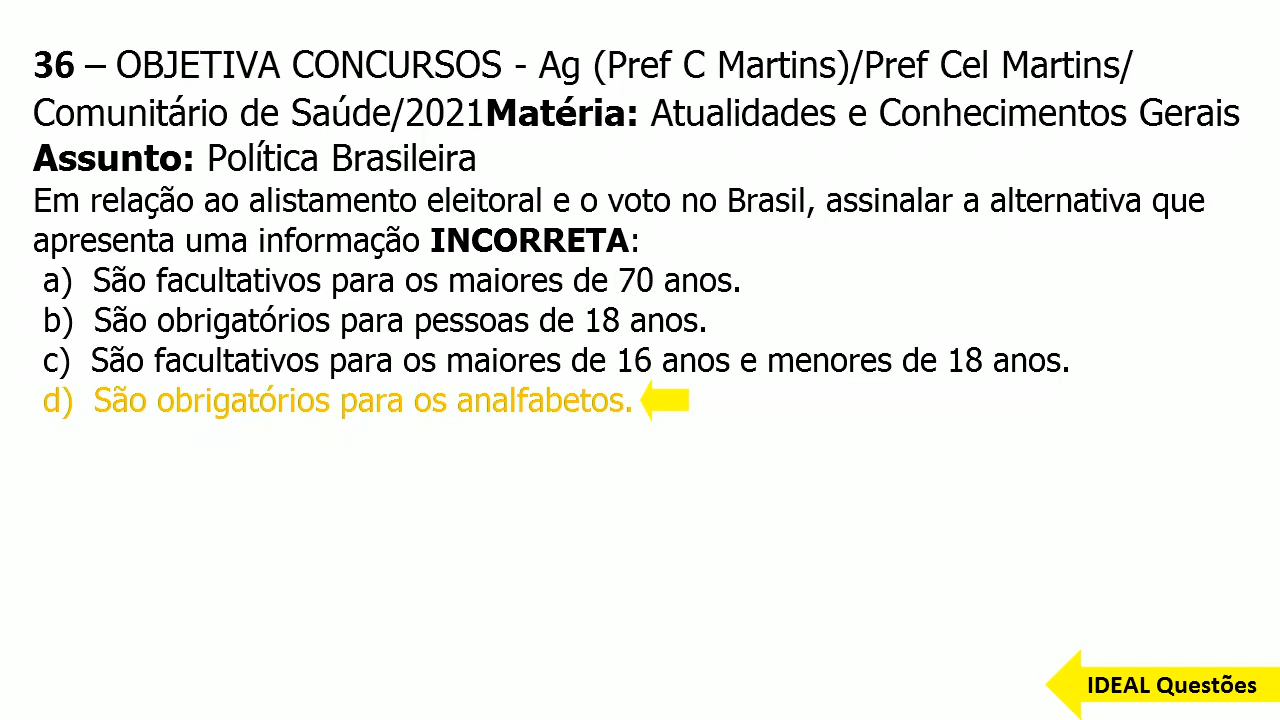 36 – OBJETIVA CONCURSOS - Ag (Pref C Martins)/Pref Cel Martins/
Comunitário de Saúde/2021Matéria: Atualidades e Conhecimentos Gerais
Assunto: Política Brasileira
Em relação ao alistamento eleitoral e o voto no Brasil, assinalar a alternativa que
apresenta uma informação INCORRETA:
a) São facultativos para os maiores de 70 anos.
b) São obrigatórios para pessoas de 18 anos.
c) São facultativos para os maiores de 16 anos e menores de 18 anos.
d) São obrigatórios para os analfabetos.
IDEAL Questões